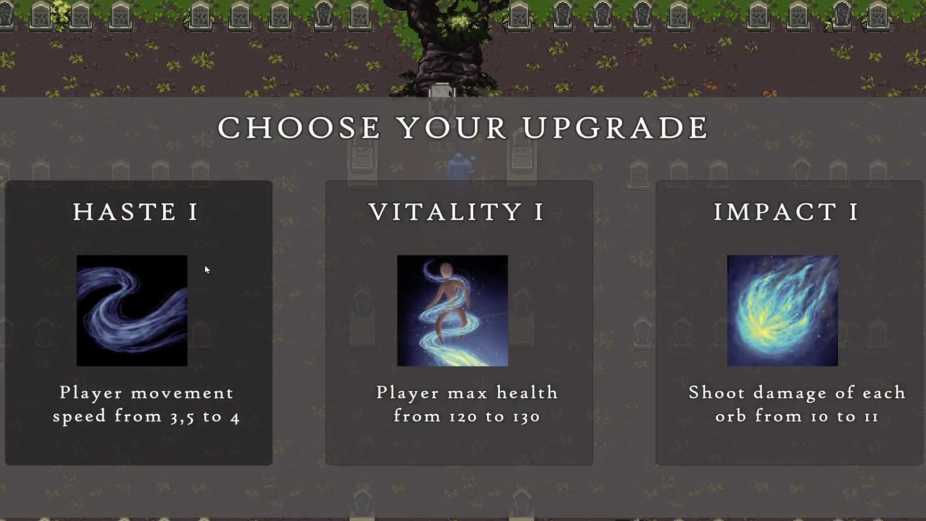 CHOOSE YOUR UPGRADE
HASTE I
Player movement
speed from 3,5 to 4
VITALITY I
Player max health
from 120 to 130
IMPACT I
Shoot damage of each
orb from 10 to 11